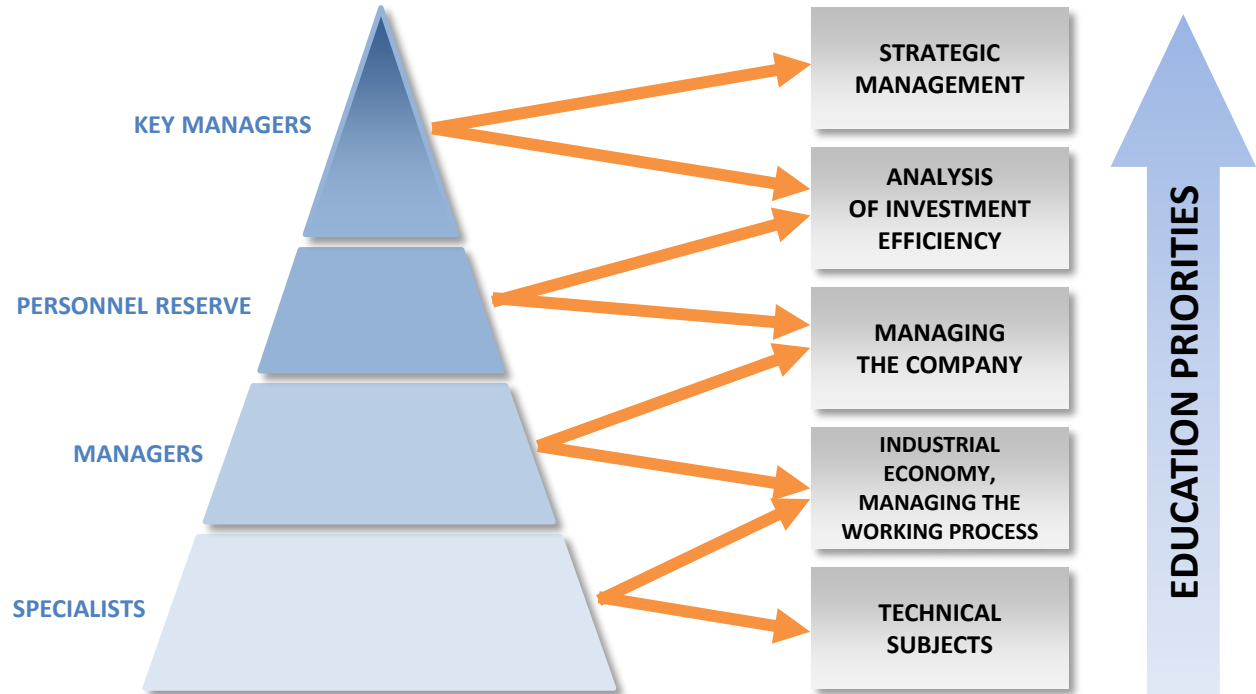 KEY MANAGERS
PERSONNEL RESERVE
MANAGERS
SPECIALISTS
STRATEGIC
MANAGEMENT
ANALYSIS
OF INVESTMENT
EFFICIENCY
MANAGING
THE COMPANY
INDUSTRIAL
ECONOMY,
MANAGING THE
WORKING PROCESS
TECHNICAL
SUBJECTS
EDUCATION PRIORITIES